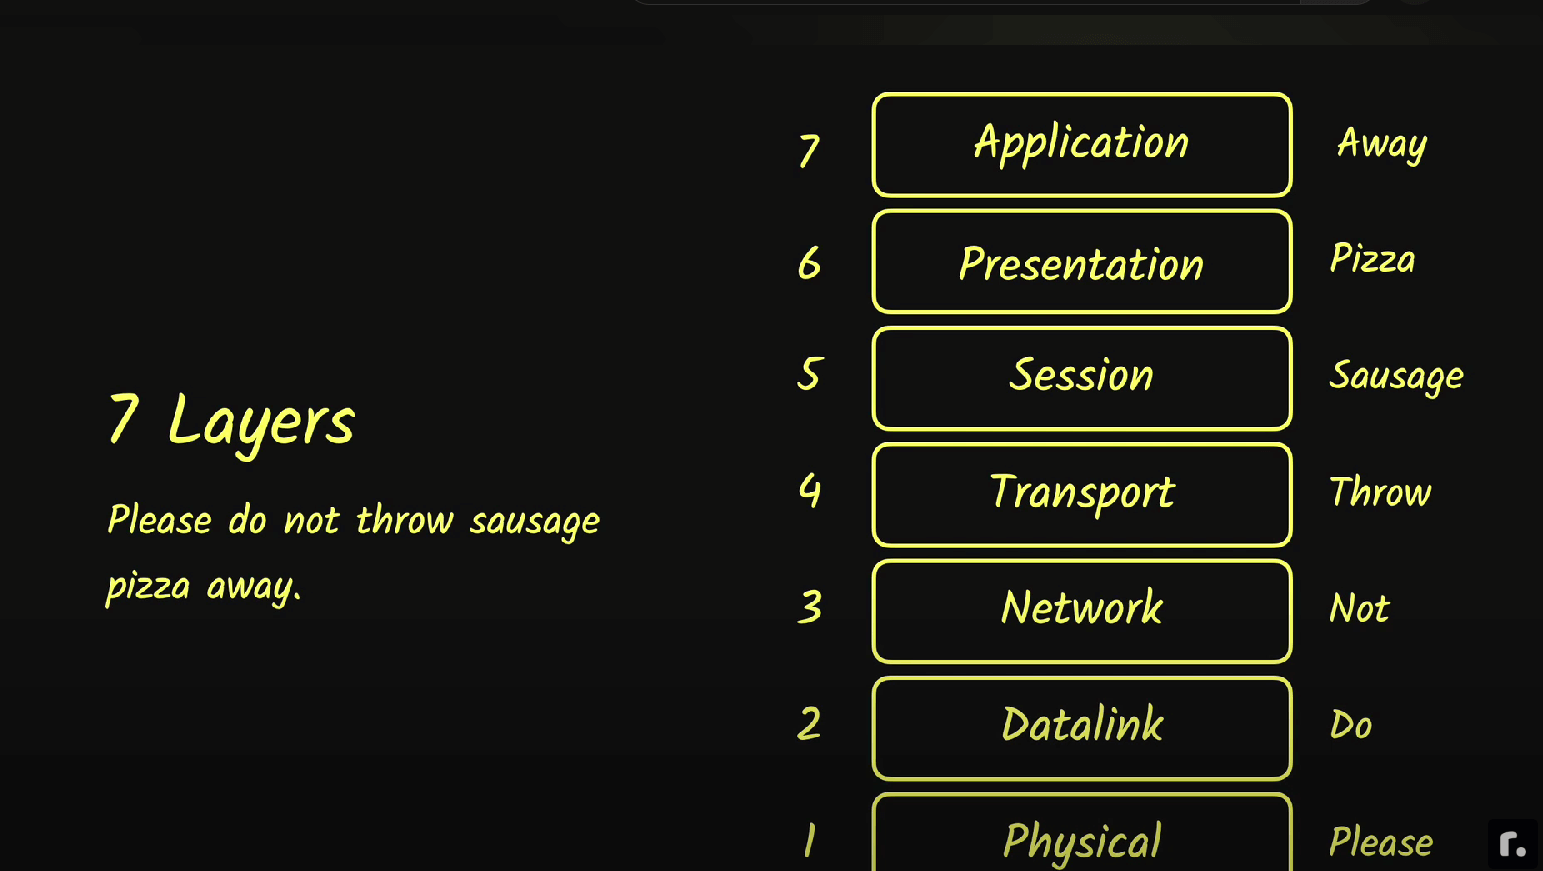 7 Layers
Please do not throw sausage
pizza away.
7 Application Away
6 Presentation Pizza
5 Session Sausage
4 Transport Throw
3 Network Not
2 Datalink Do
1 Physical Please
r.